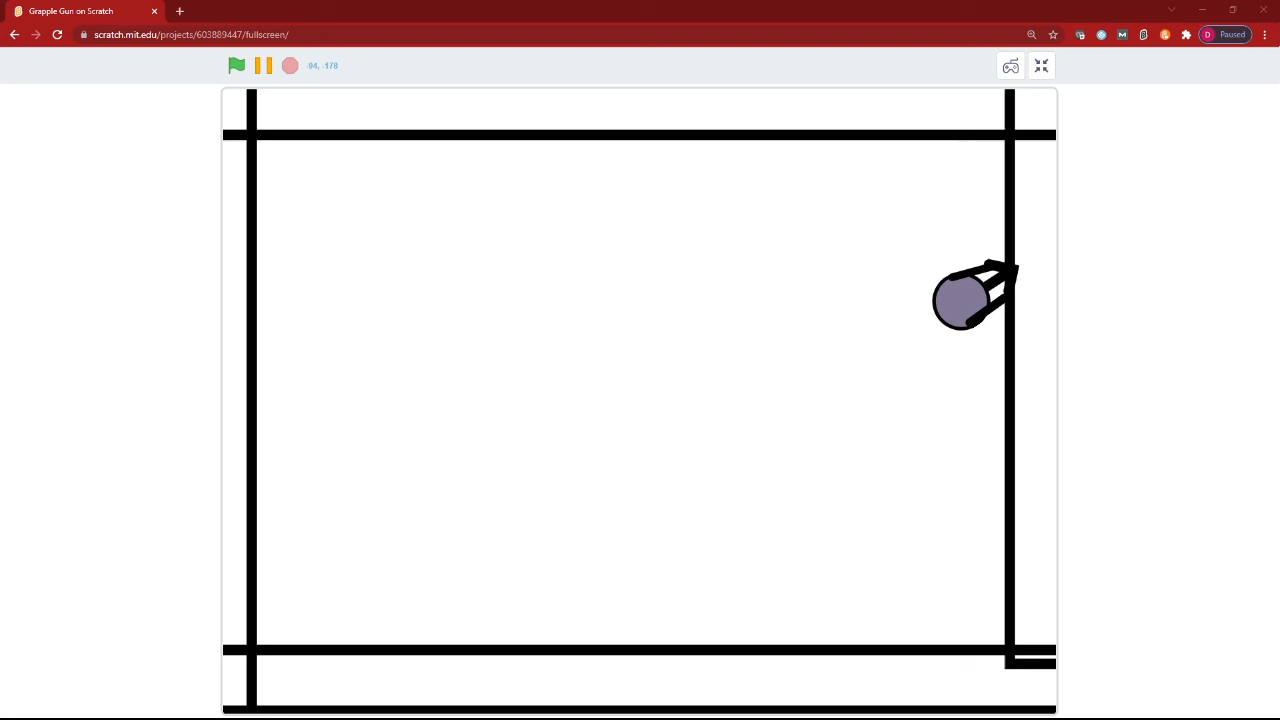 Grapple Gun on Scratch
scratch.mit.edu/projects/603889447/fullscreen/
D Paused
-94, -178